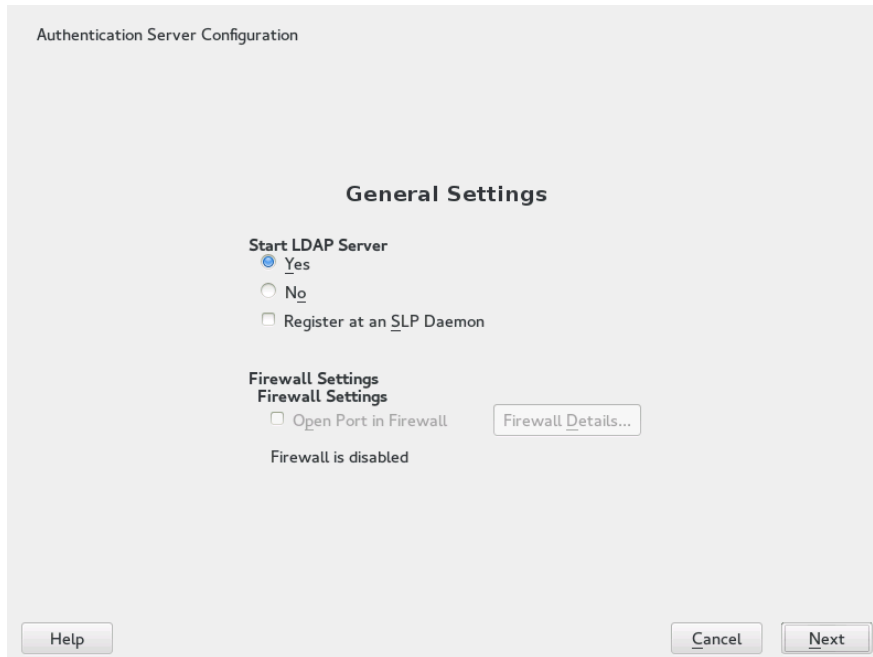 Authentication Server Configuration
General Settings
Start LDAP Server
Yes
No
Register at an SLP Daemon
Firewall Settings
Firewall Settings
Open Port in Firewall
Firewall Details...
Firewall is disabled
Help
Cancel
Next